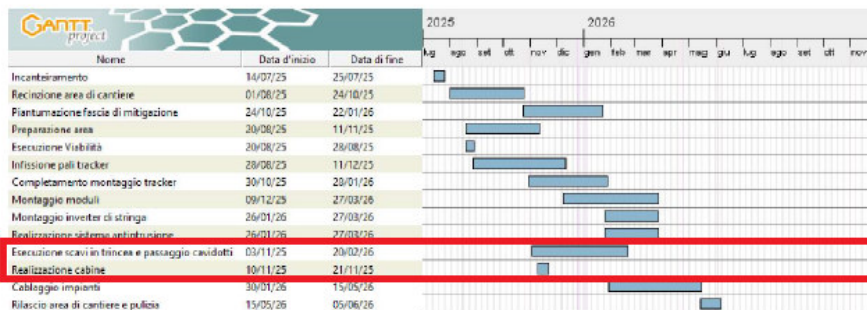 GANTT
project
2025 2026
lug ago set ott nov dic gen feb mar apr mag giu lug ago set ott nov
Nome Data d'inizio Data di fine
Incanteiramento 14/07/25 25/07/25
Recinzione area di cantiere 01/08/25 24/10/25
Piantumazione fascia di mitigazione 24/10/25 22/01/26
Preparazione area 20/08/25 11/11/25
Esecuzione Viabilità 20/08/25 28/08/25
Infissione pali tracker 28/08/25 11/12/25
Completamento montaggio tracker 30/10/25 28/01/26
Montaggio moduli 09/12/25 27/03/26
Montaggio inverter di stringa 26/01/26 27/03/26
Realizzazione sistema antintrusione 26/01/26 27/03/26
Esecuzione scavi in trincea e passaggio cavidotti 03/11/25 20/02/26
Realizzazione cabine 10/11/25 21/11/25
Cablaggio impianti 30/01/26 15/05/26
Rilascio area di cantiere e pulizia 15/05/26 05/06/26